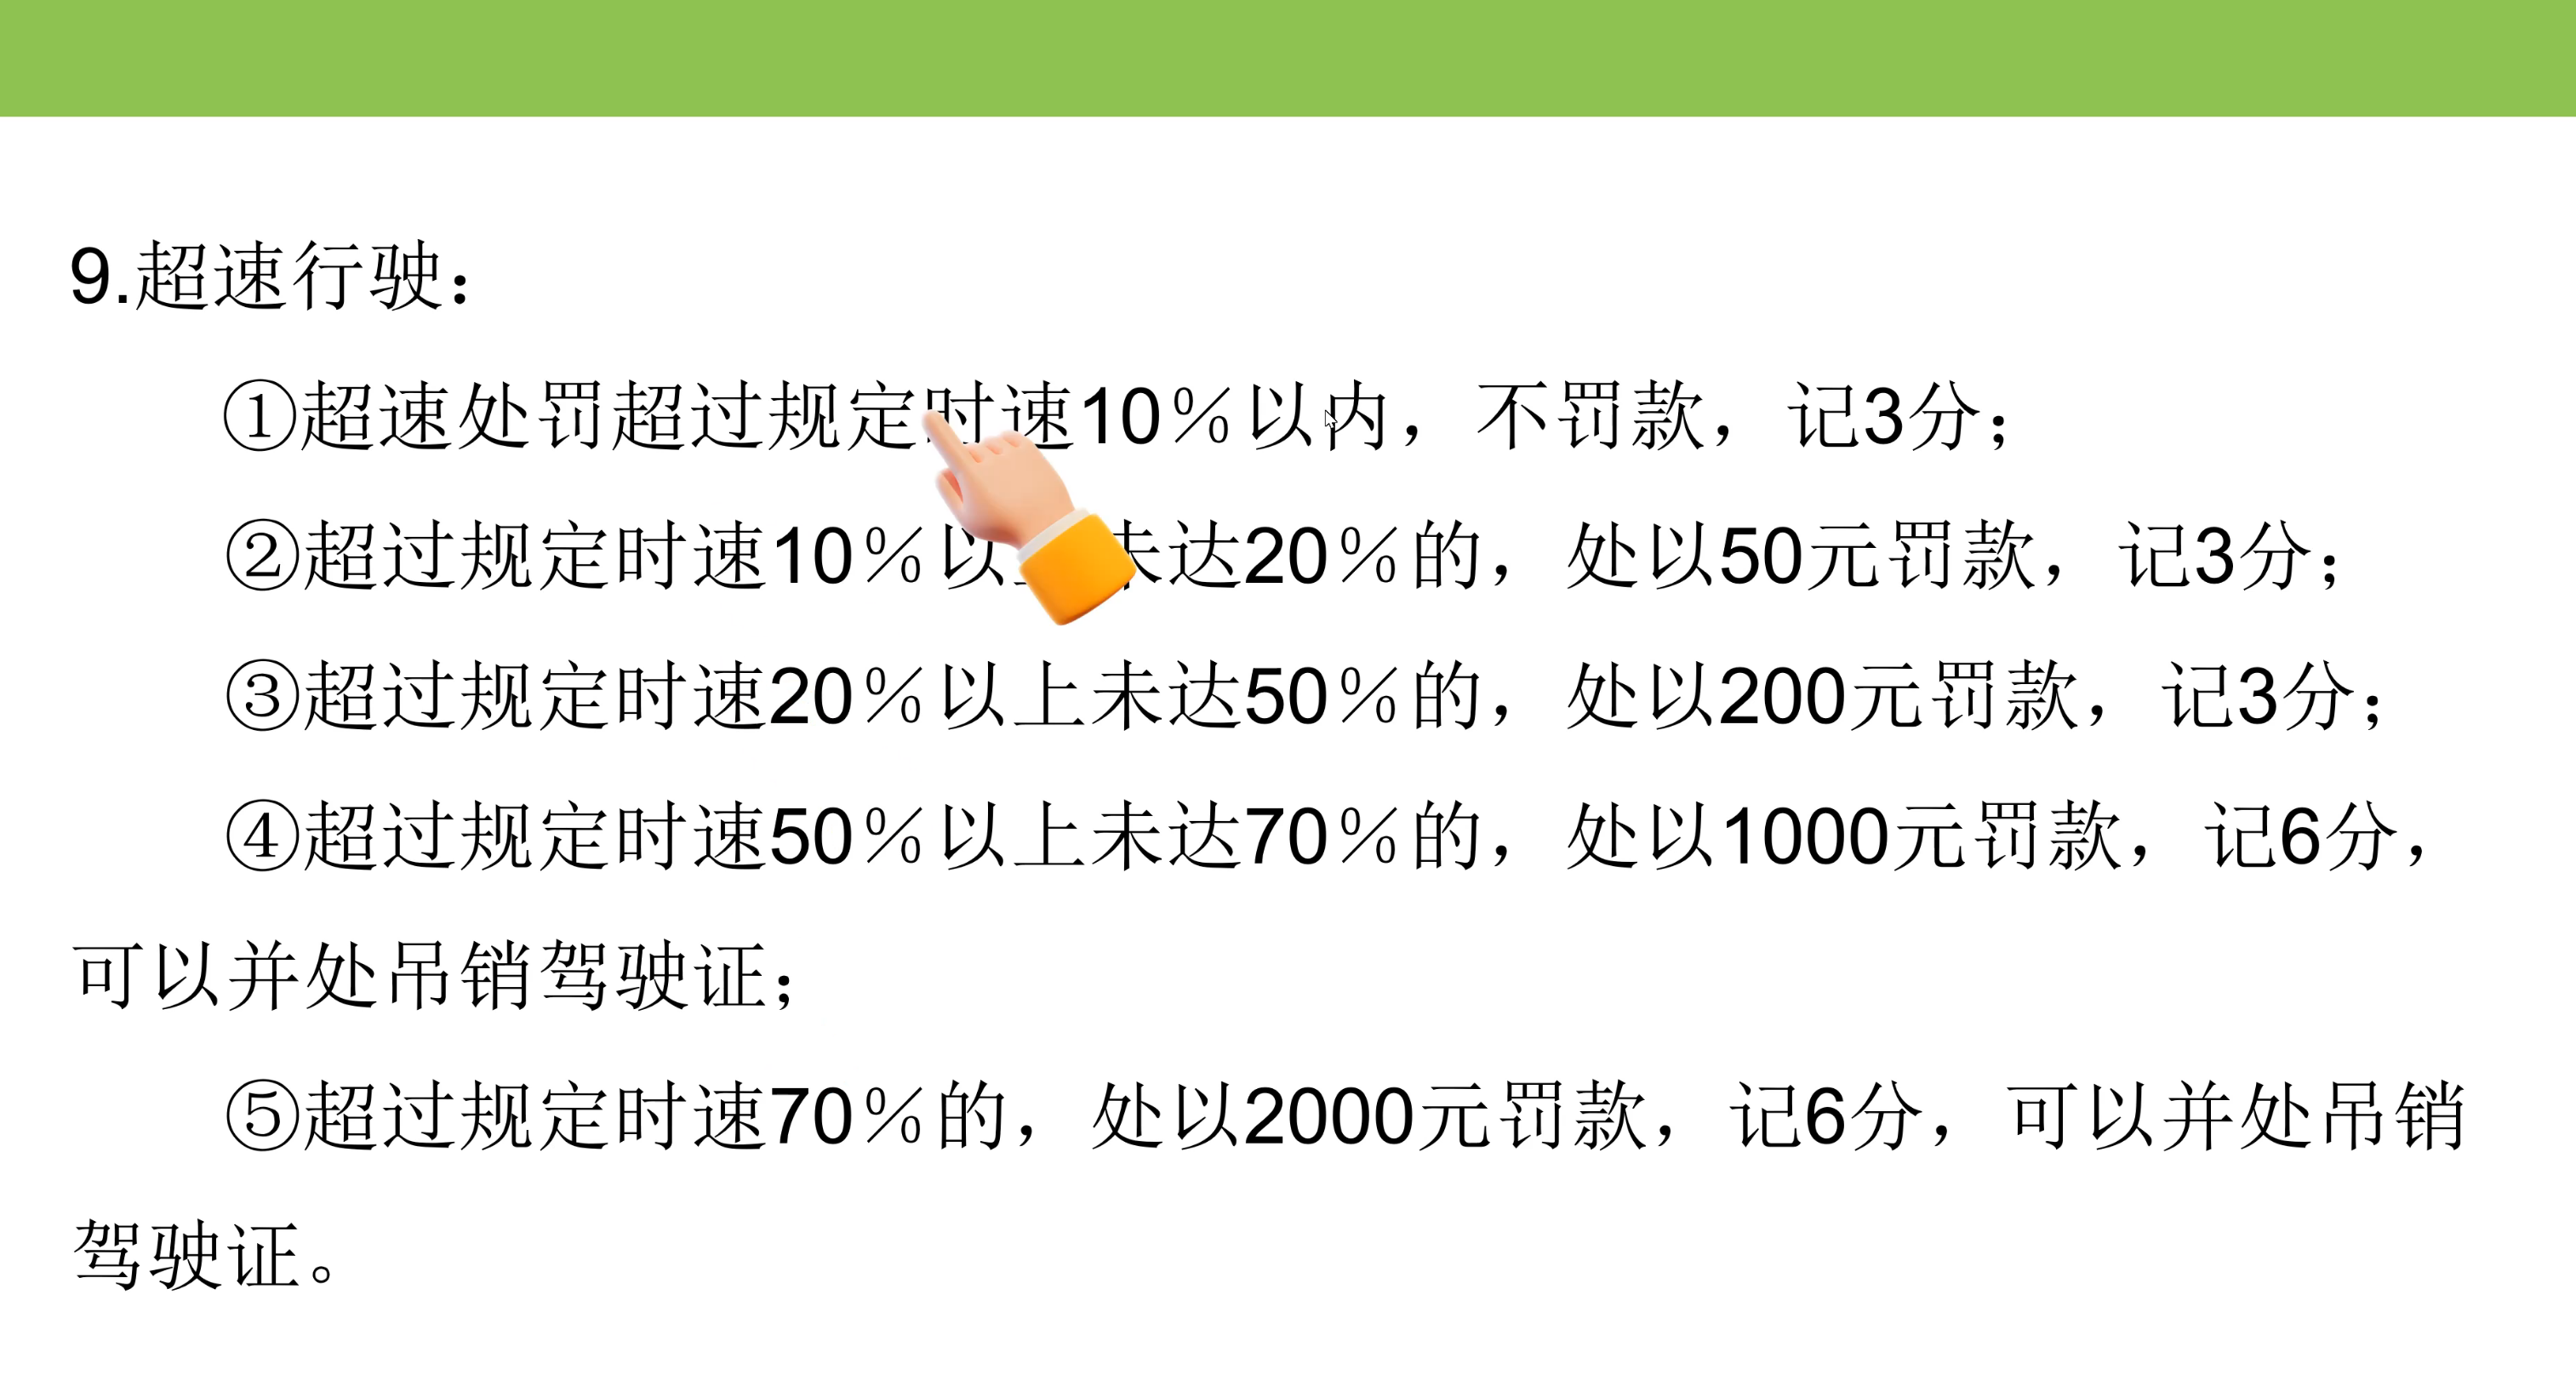 9.超速行驶：
①超速处罚超过规定时速10％以内，不罚款，记3分；
②超过规定时速10％以 未达20％的，处以50元罚款，记3分；
③超过规定时速20％以上未达50％的，处以200元罚款，记3分；
④超过规定时速50％以上未达70％的，处以1000元罚款，记6分，
可以并处吊销驾驶证；
⑤超过规定时速70％的，处以2000元罚款，记6分，可以并处吊销
驾驶证。